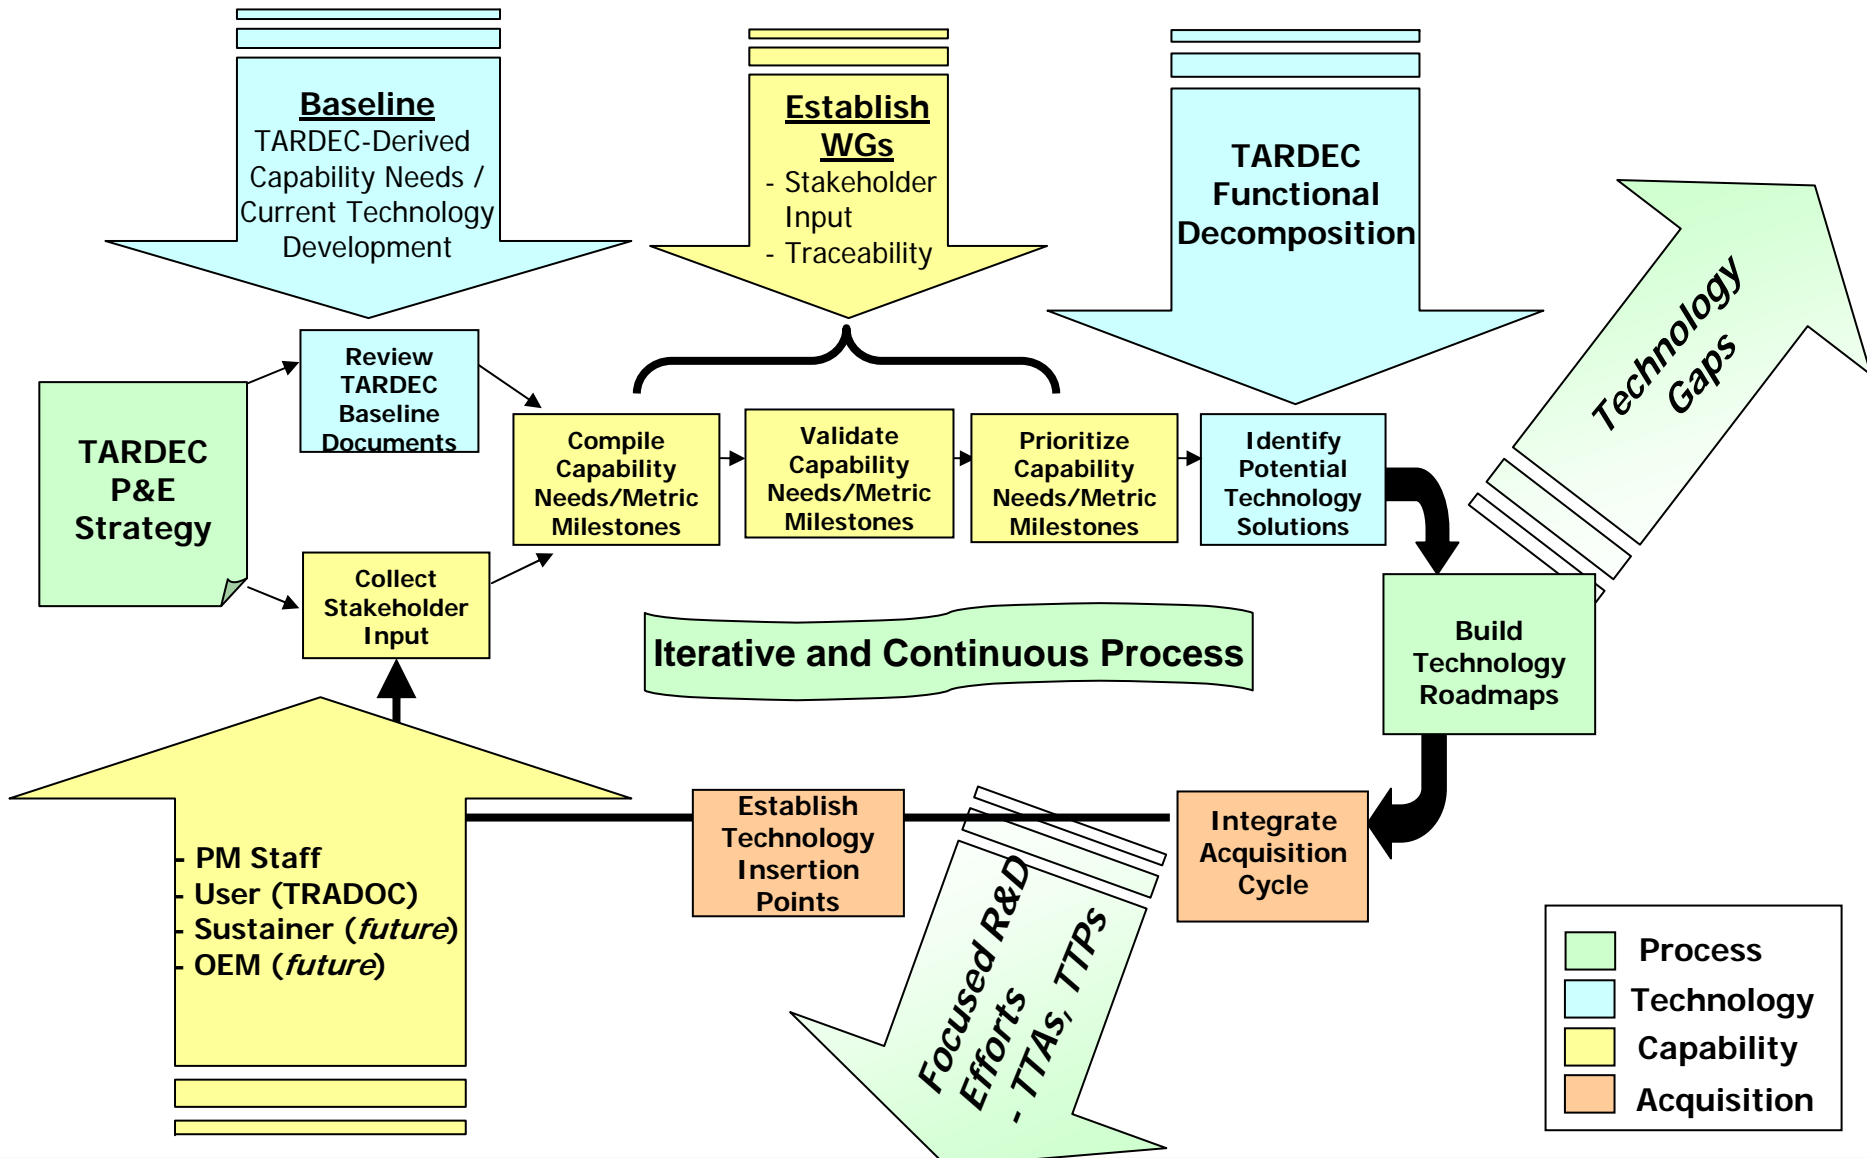 Baseline
TARDEC-Derived
Capability Needs /
Current Technology
Development
Establish
WGs
- Stakeholder
Input
- Traceability
TARDEC
Functional
Decomposition
Technology
Gaps
TARDEC
P&E
Strategy
Review
TARDEC
Baseline
Documents
Collect
Stakeholder
Input
Compile
Capability
Needs/Metric
Milestones
Validate
Capability
Needs/Metric
Milestones
Prioritize
Capability
Needs/Metric
Milestones
Identify
Potential
Technology
Solutions
Iterative and Continuous Process
Build
Technology
Roadmaps
- PM Staff
- User (TRADOC)
- Sustainer (future)
- OEM (future)
Establish
Technology
Insertion
Points
Focused R&D
Efforts
- TTAs, TTPs
Integrate
Acquisition
Cycle
Process
Technology
Capability
Acquisition